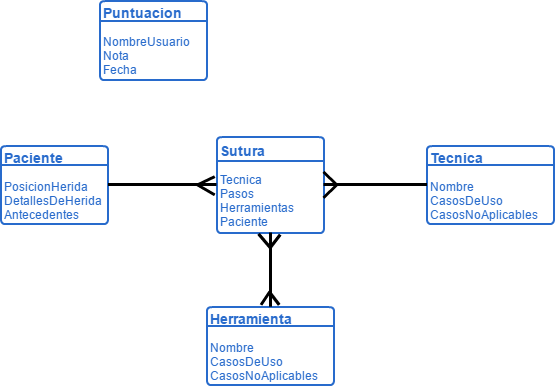 Puntuacion
NombreUsuario
Nota
Fecha
Paciente
PosicionHerida
DetallesDeHerida
Antecedentes
Sutura
Tecnica
Pasos
Herramientas
Paciente
Tecnica
Nombre
CasosDeUso
CasosNoAplicables
Herramienta
Nombre
CasosDeUso
CasosNoAplicables